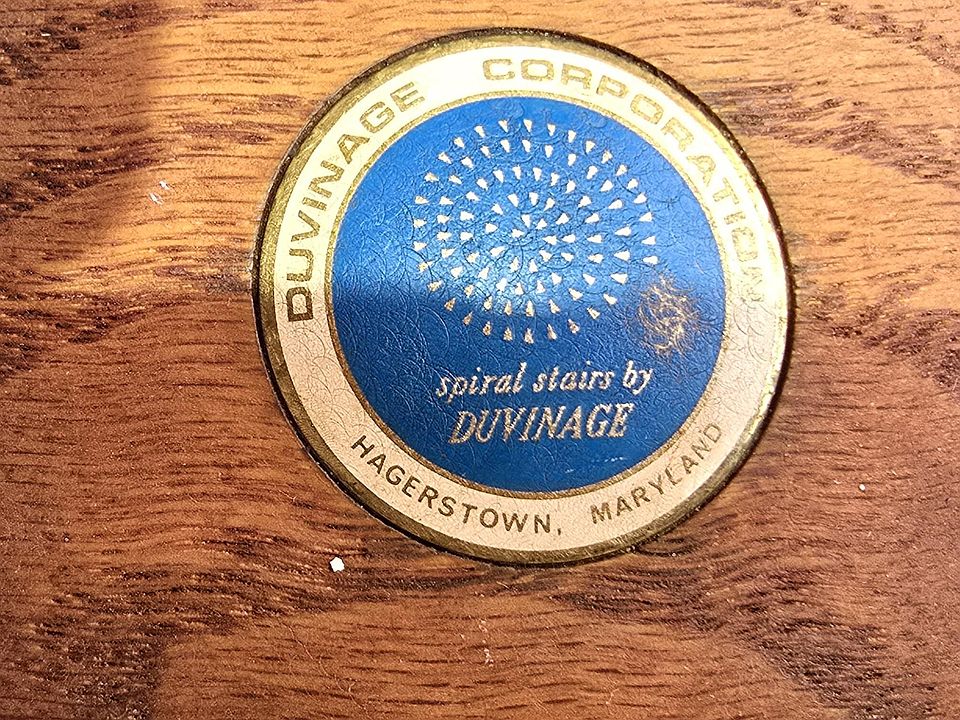 DUVINAGE CORPORATION
spiral stairs by
DUVINAGE
HAGERSTOWN, MARYLAND